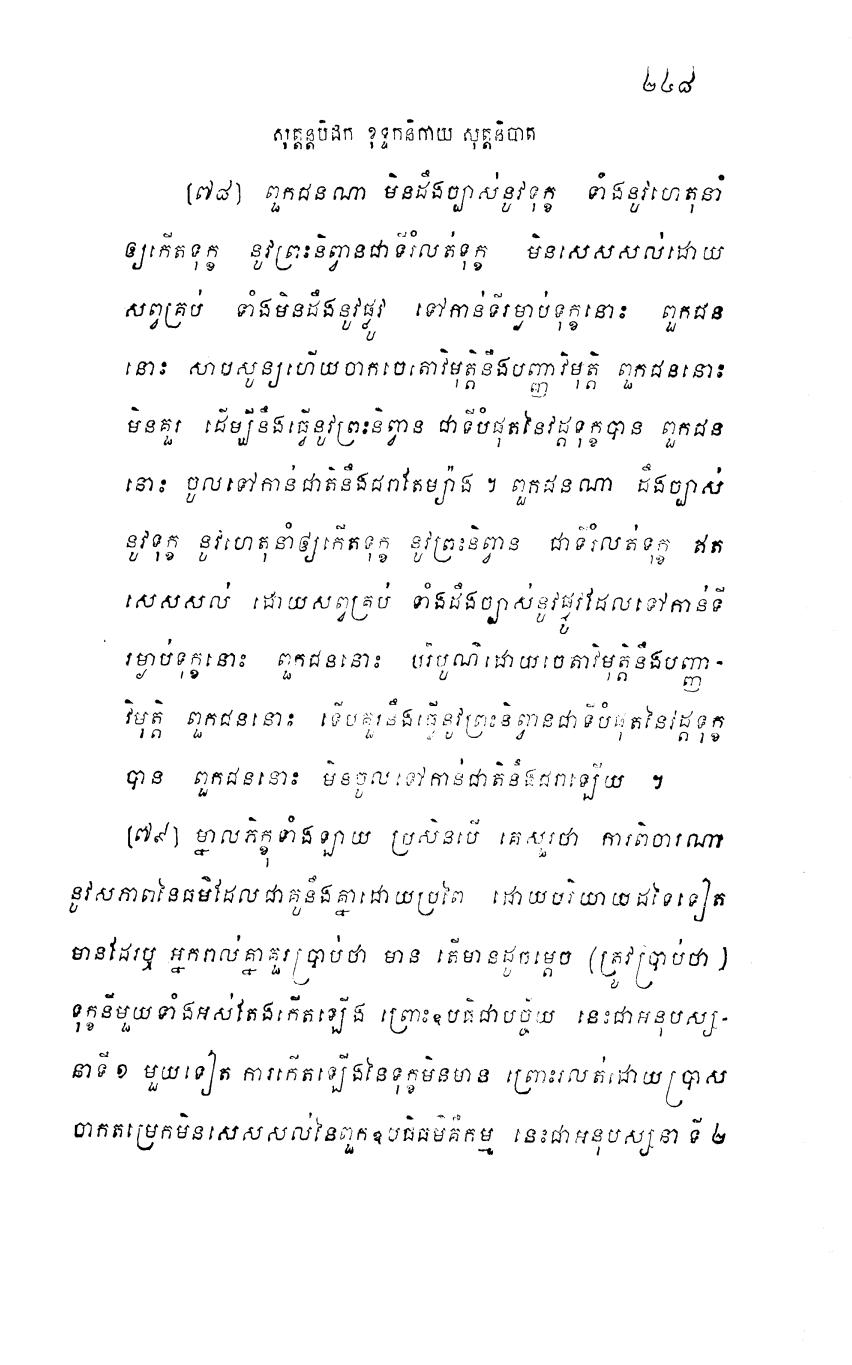 ២៤៨
សុត្តន្តបិដក ខុទ្ទកនិកាយ សុត្តនិបាត
(៧៨) ពួកជនណា មិនដឹងច្បាស់នូវទុក្ខ ទាំងនូវហេតុនាំ
ឲ្យកើតទុក្ខ នូវព្រះនិព្វានជាទីរំលត់ទុក្ខ មិនសេសសល់ដោយ
សព្វគ្រប់ ទាំងមិនដឹងនូវផ្លូវ ទៅកាន់ទីរម្ងាប់ទុក្ខនោះ ពួកជន
នោះ សាបសូន្យហើយចាកចេតោវិមុត្តិនឹងបញ្ញាវិមុត្តិ ពួកជននោះ
មិនគួរ ដើម្បីនឹងធ្វើនូវព្រះនិព្វាន ជាទីបំផុតនៃវដ្តទុក្ខបាន ពួកជន
នោះ ចូលទៅកាន់ជាតិនឹងជរាតែម្យ៉ាង ។ ពួកជនណា ដឹងច្បាស់
នូវទុក្ខ នូវហេតុនាំឲ្យកើតទុក្ខ នូវព្រះនិព្វាន ជាទីរំលត់ទុក្ខ ឥត
សេសសល់ ដោយសព្វគ្រប់ ទាំងដឹងច្បាស់នូវផ្លូវដែលទៅកាន់ទី
រម្ងាប់ទុក្ខនោះ ពួកជននោះ បរិបូណ៌ដោយចេតោវិមុត្តិនឹងបញ្ញា-
វិមុត្តិ ពួកជននោះ ទើបគួរនឹងធ្វើនូវព្រះនិព្វានជាទីបំផុតនៃវដ្តទុក្ខ
បាន ពួកជននោះ មិនចូលទៅកាន់ជាតិនឹងជរាឡើយ ។
(៧៩) ម្នាលភិក្ខុទាំងឡាយ ប្រសិនបើ គេសួរថា ការពិចារណា
នូវសភាពនៃធម៌ដែលជាគូនឹងគ្នាដោយប្រពៃ ដោយបរិយាយដទៃទៀត
មានដែរឬ អ្នករាល់គ្នាគួរប្រាប់ថា មាន តើមានដូចម្តេច (ត្រូវប្រាប់ថា )
ទុក្ខនីមួយទាំងអស់តែងកើតឡើង ព្រោះឧបធិជាបច្ច័យ នេះជាអនុបស្ស-
នាទី១ មួយទៀត ការកើតឡើងនៃទុក្ខមិនមាន ព្រោះរលត់ដោយប្រាស
ចាកតម្រេកមិនសេសសល់នៃពួកឧបធិធម៌គឺកម្ម នេះជាអនុបស្សនា ទី ២